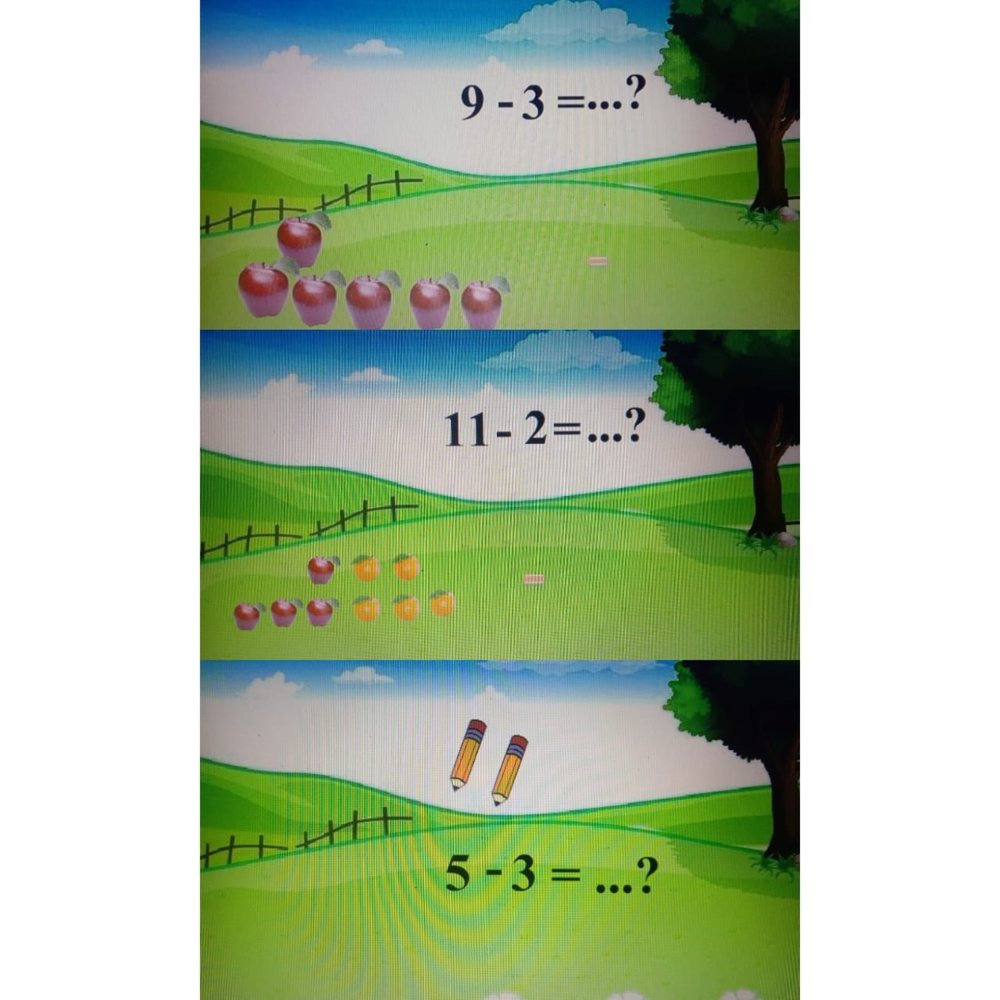 9 - 3 =...?
11- 2=...?
5 - 3 = ...?